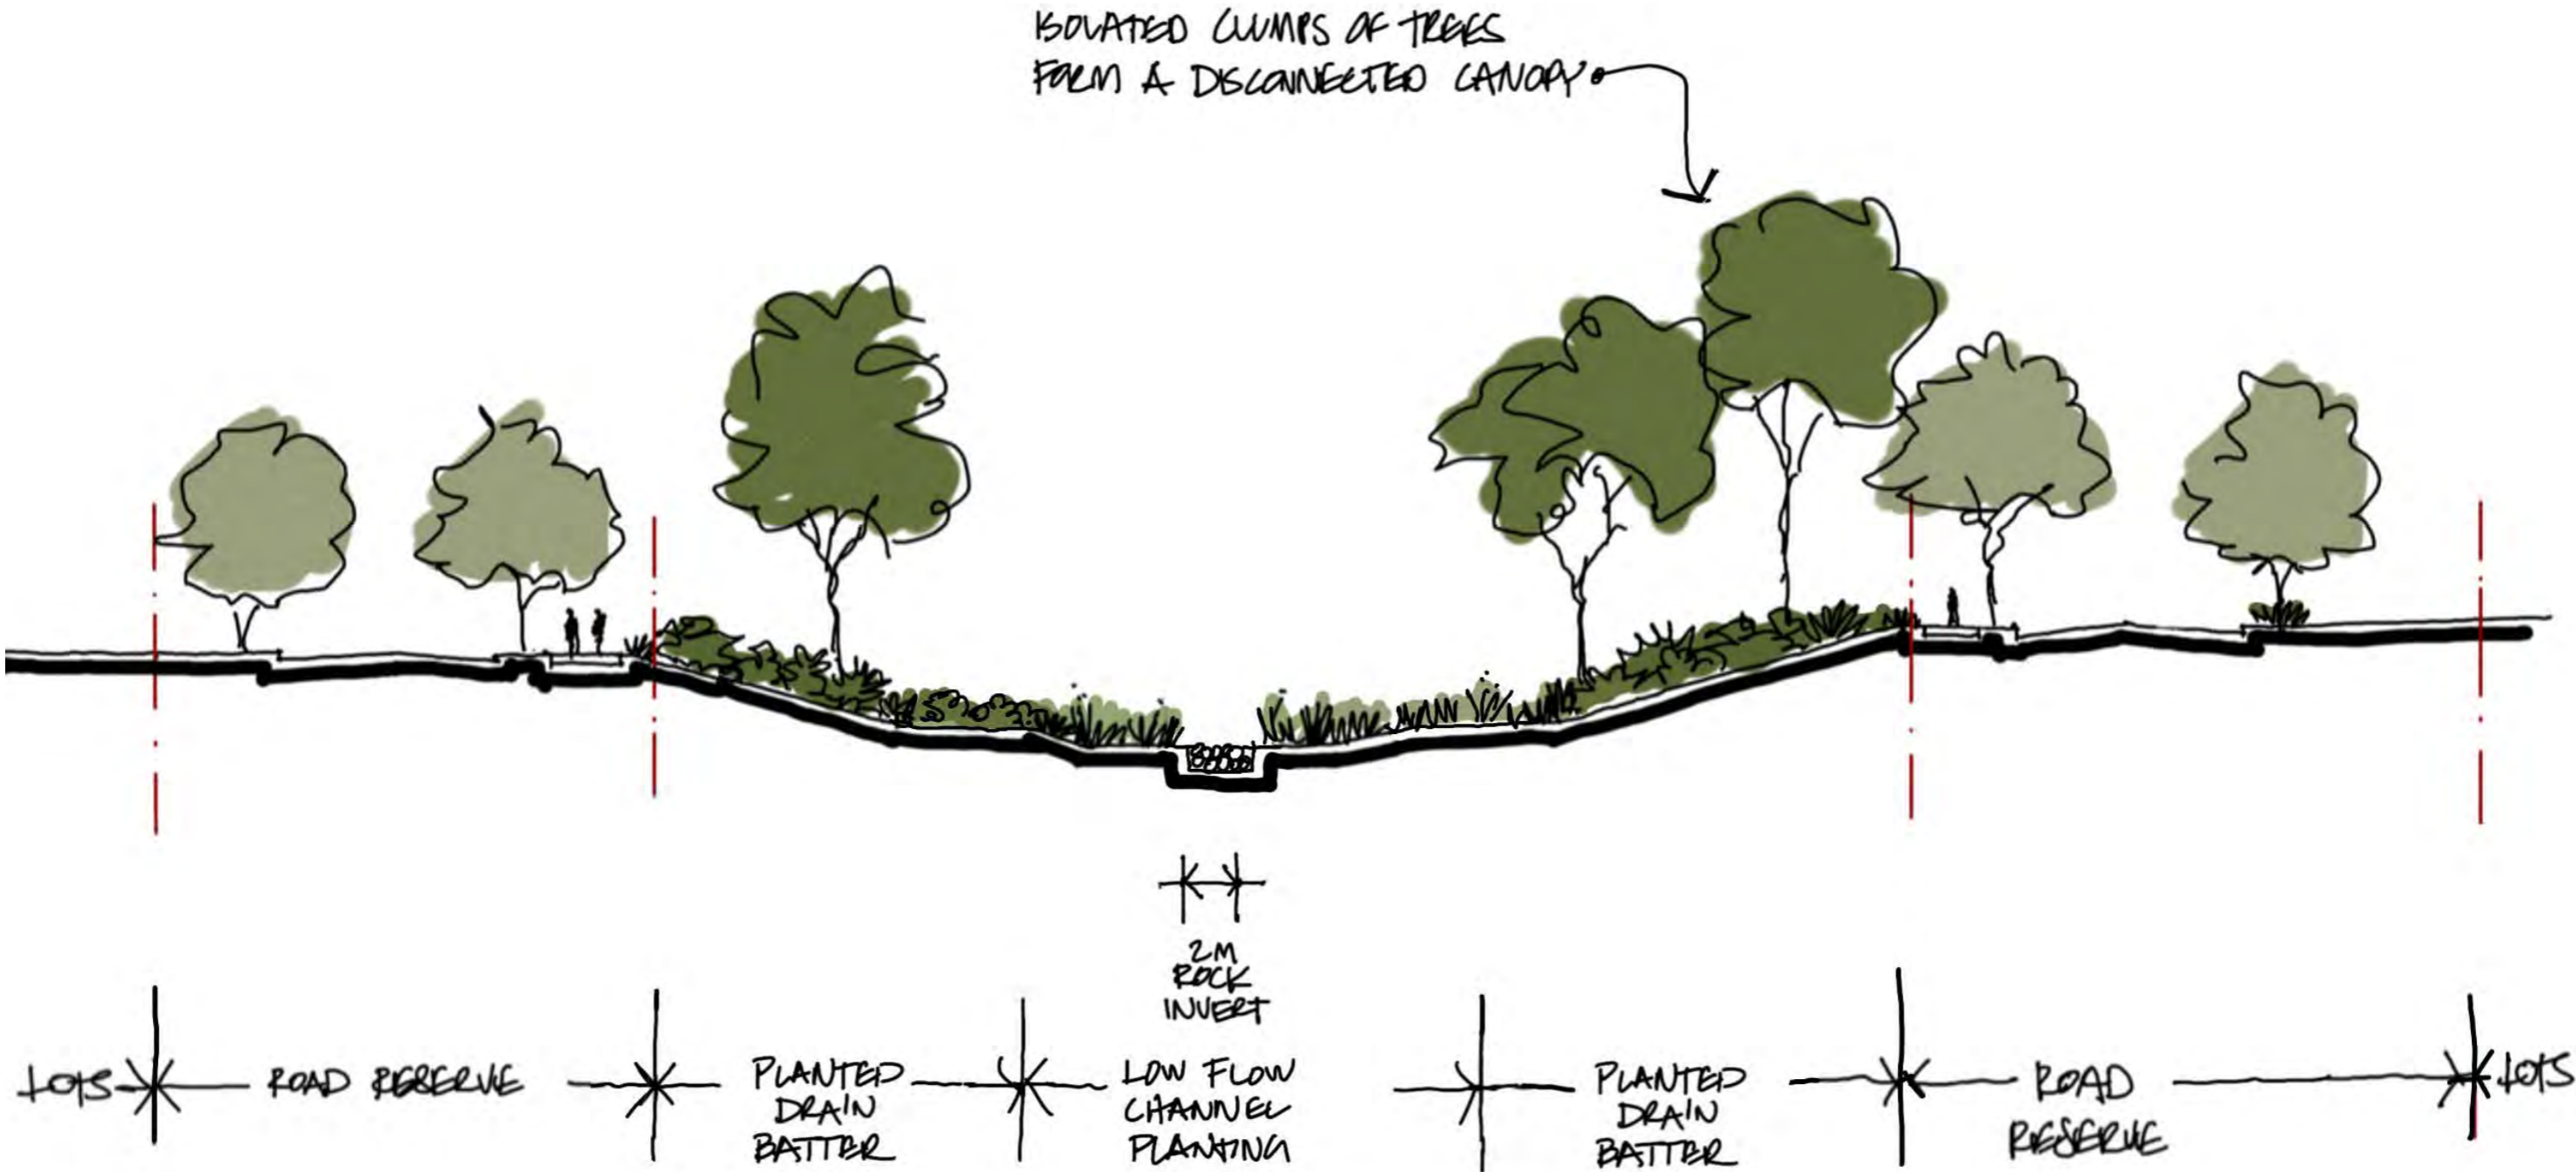 ISOLATED CLUMPS OF TREES
FORM A DISCONNECTED CANOPY
2M
ROCK
INVERT
LOTS
ROAD RESERVE
PLANTED
DRAIN
BATTER
LOW FLOW
CHANNEL
PLANTING
PLANTED
DRAIN
BATTER
ROAD
RESERVE
LOTS